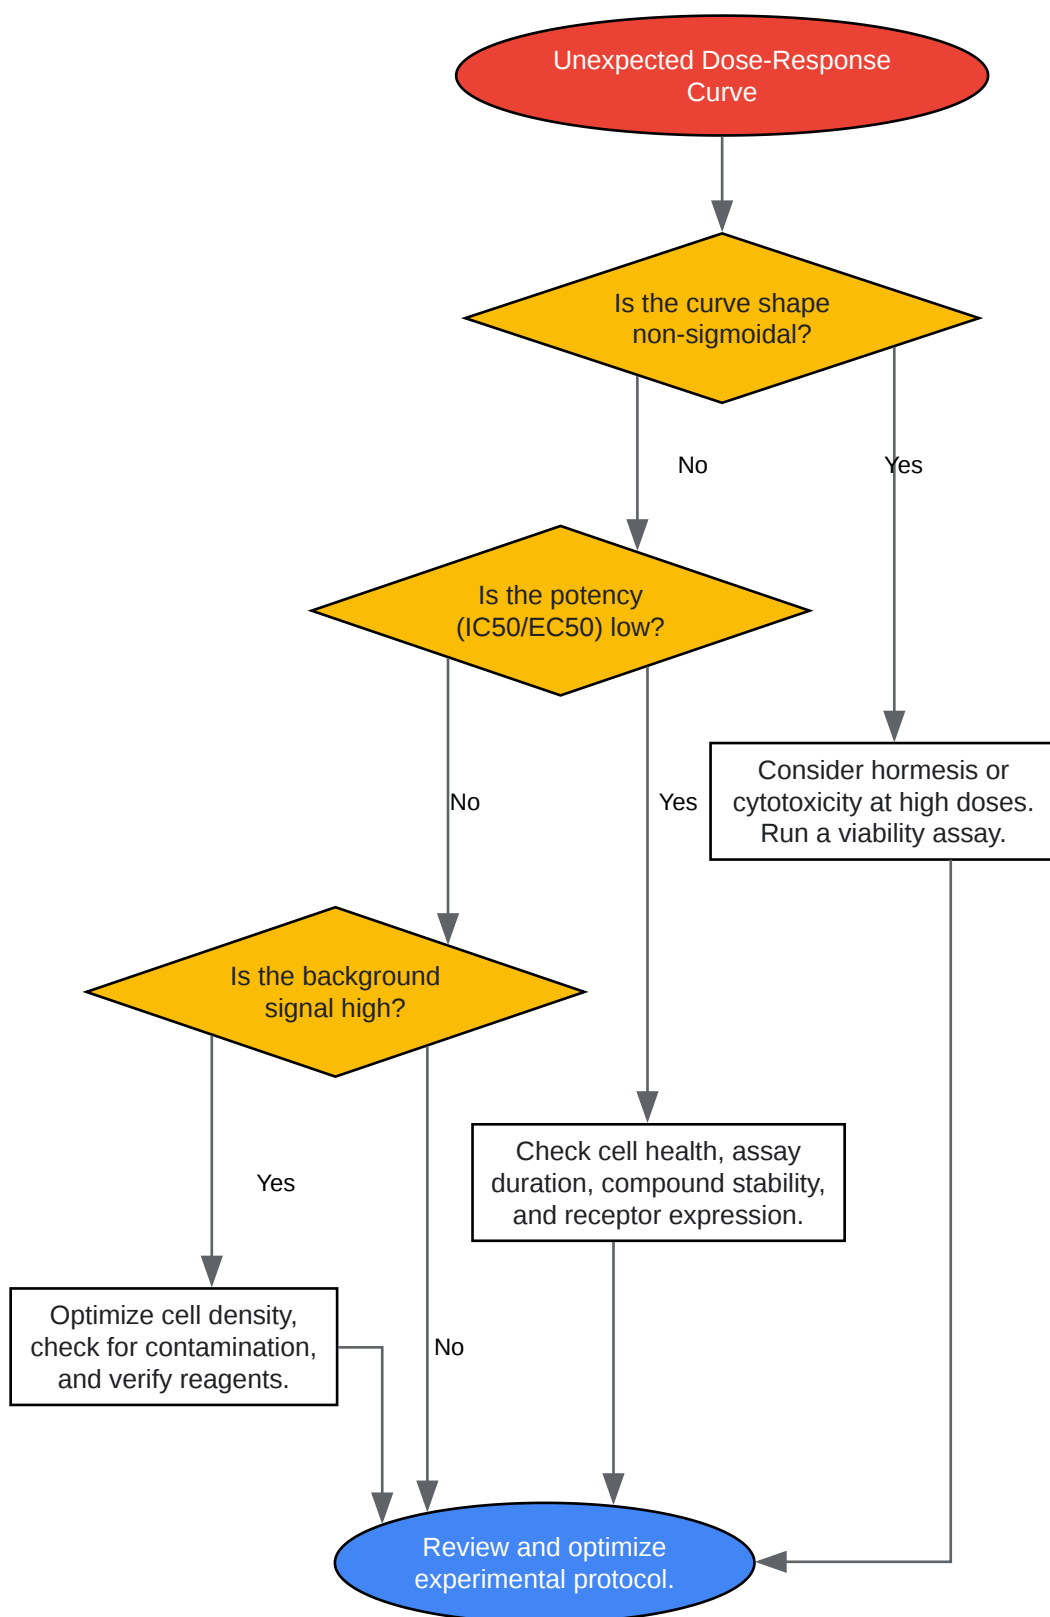 Unexpected Dose-Response
Curve
Is the curve shape
non-sigmoidal?
No
Yes
Is the potency
(IC50/EC50) low?
No
Yes
Consider hormesis or
cytotoxicity at high doses.
Run a viability assay.
Is the background
signal high?
Yes
Check cell health, assay
duration, compound stability,
and receptor expression.
Optimize cell density,
check for contamination,
and verify reagents.
No
Review and optimize
experimental protocol.